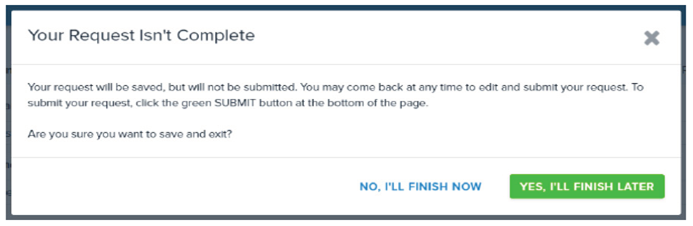 Your Request Isn't Complete
Your request will be saved, but will not be submitted. You may come back at any time to edit and submit your request. To
submit your request, click the green SUBMIT button at the bottom of the page.
Are you sure you want to save and exit?
NO, I'LL FINISH NOW
YES, I'LL FINISH LATER